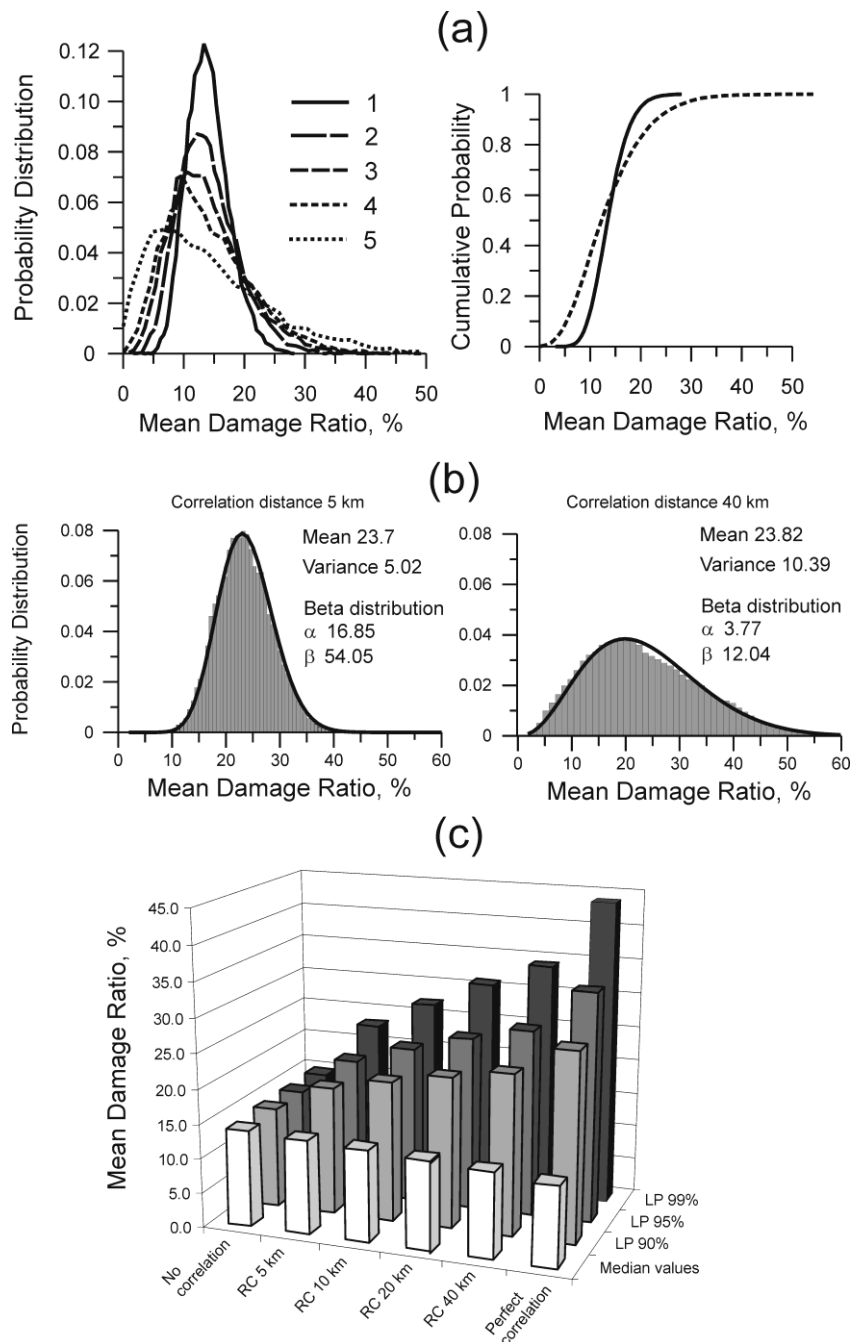 (a)
Probability Distribution
0.12
0.10
0.08
0.06
0.04
0.02
0
0 10 20 30 40 50
Mean Damage Ratio, %
1
2
3
4
5
Cumulative Probability
1
0.8
0.6
0.4
0.2
0
0 10 20 30 40 50
Mean Damage Ratio, %
(b)
Correlation distance 5 km
Probability Distribution
0.08
0.06
0.04
0.02
0
Mean 23.7
Variance 5.02
Beta distribution
α 16.85
β 54.05
0 10 20 30 40 50 60
Mean Damage Ratio, %
Correlation distance 40 km
0.08
0.06
0.04
0.02
0
Mean 23.82
Variance 10.39
Beta distribution
α 3.77
β 12.04
0 10 20 30 40 50 60
Mean Damage Ratio, %
(c)
Mean Damage Ratio, %
45.0
40.0
35.0
30.0
25.0
20.0
15.0
10.0
5.0
0.0
No
correlation
RC 5 km
RC 10 km
RC 20 km
RC 40 km
Perfect
correlation
LP 99%
LP 95%
LP 90%
Median values